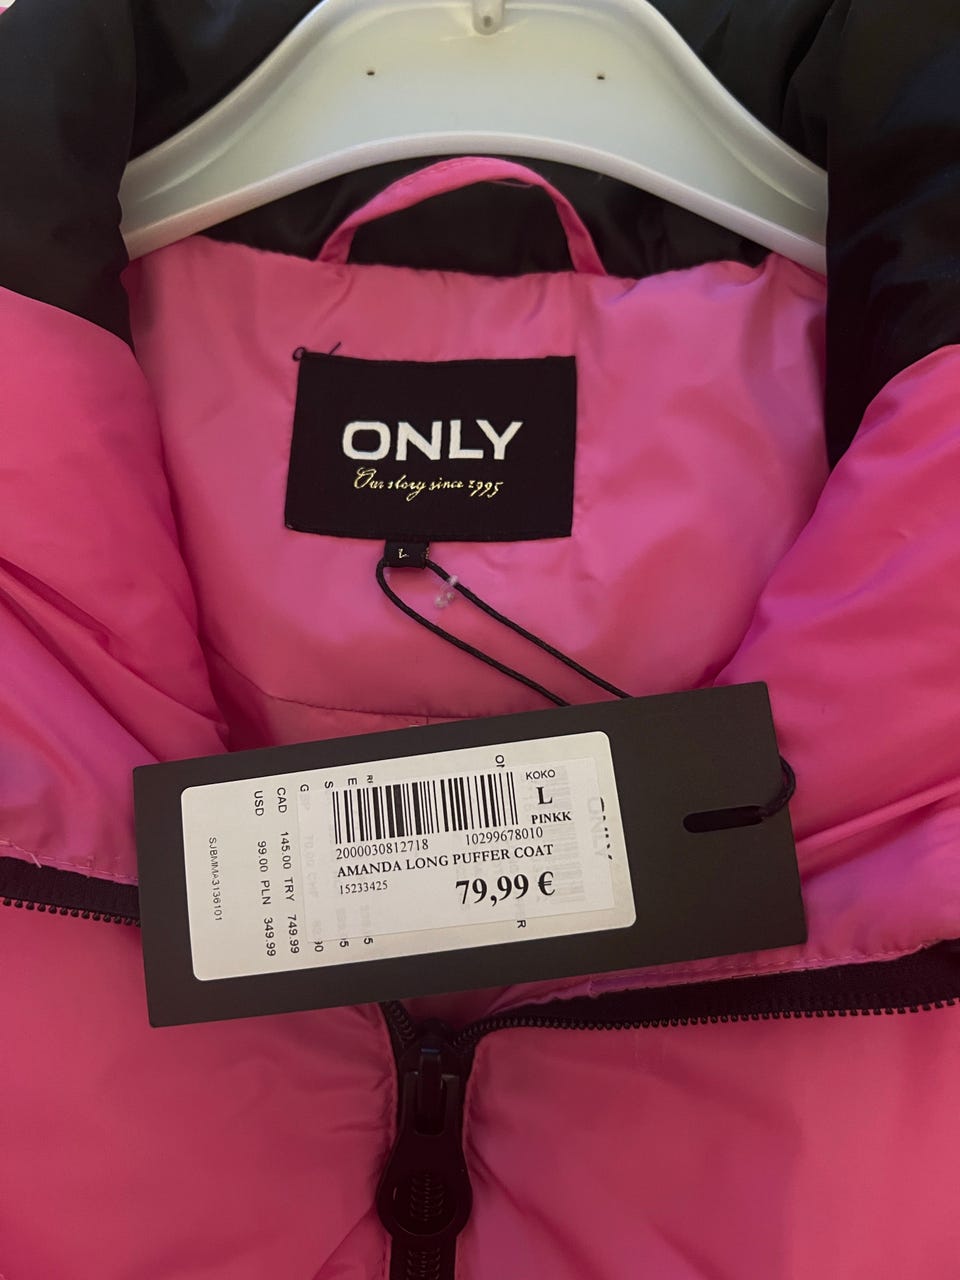 ONLY
Our story since 1995
L
KOKO
L
PINKK
2000030812718 10299678010
AMANDA LONG PUFFER COAT
15233425
79,99 €
ONLY
CAD 145.00 TRY 749.99
USD 99.00 PLN 349.99
SJBMMA3136101